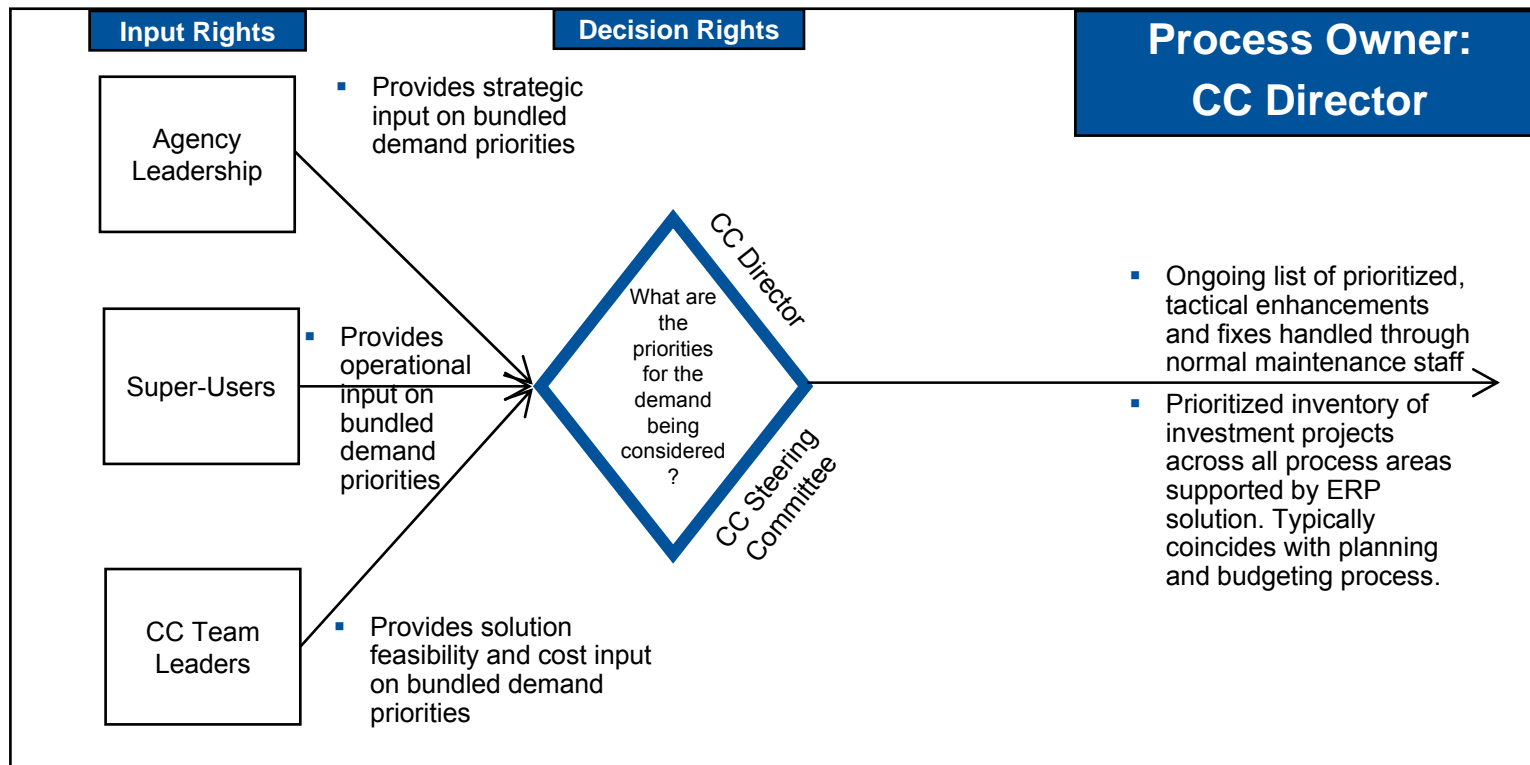 Input Rights
Decision Rights
Process Owner:
CC Director
Agency
Leadership
▪ Provides strategic
input on bundled
demand priorities
Super-Users
▪ Provides
operational
input on
bundled
demand
priorities
CC Team
Leaders
▪ Provides solution
feasibility and cost input
on bundled demand
priorities
CC Director
What are
the
priorities
for the
demand
being
considered
?
CC Steering
Committee
▪ Ongoing list of prioritized,
tactical enhancements
and fixes handled through
normal maintenance staff
▪ Prioritized inventory of
investment projects
across all process areas
supported by ERP
solution. Typically
coincides with planning
and budgeting process.